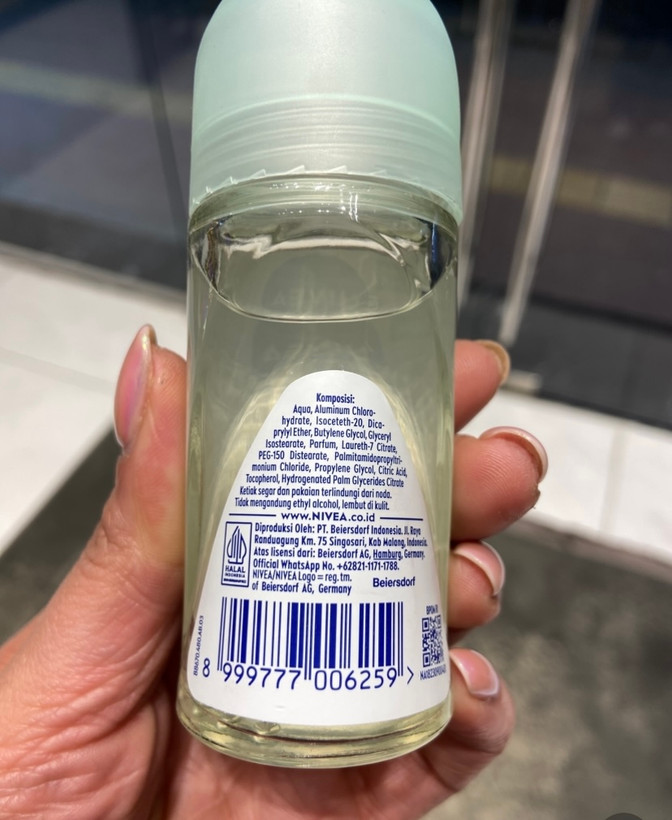 Komposisi:
Aqua, Aluminum Chloro-
hydrate, Isoceteth-20, Dica-
prylyl Ether, Butylene Glycol, Glyceryl
Isostearate, Parfum, Laureth-7 Citrate,
PEG-150 Distearate, Palmitamidopropyltri-
monium Chloride, Propylene Glycol, Citric Acid,
Tocopherol, Hydrogenated Palm Glycerides Citrate
Ketiak segar dan pakaian terlindungi dari noda.
Tidak mengandung ethyl alcohol, lembut di kulit.
www.NIVEA.co.id
Diproduksi Oleh: PT. Beiersdorf Indonesia. Jl. Raya
Randuagung Km. 75 Singosari, Kab Malang, Indonesia.
Atas lisensi dari: Beiersdorf AG, Hamburg, Germany.
Official WhatsApp No. +62821-1171-1788.
NIVEA/NIVEA Logo = reg. tm.
of Beiersdorf AG, Germany
Beiersdorf
HALAL
INDONESIA
8 999777 006259 >